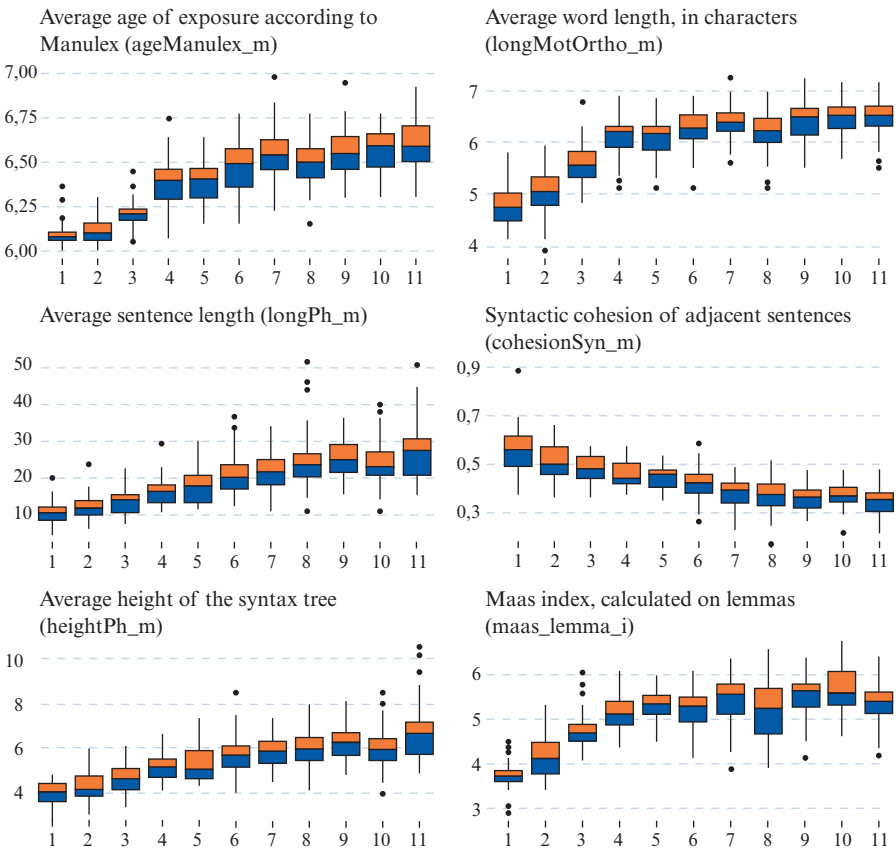 Average age of exposure according to
Manulex (ageManulex_m)
7,00
6,75
6,50
6,25
6,00
1 2 3 4 5 6 7 8 9 10 11
Average word length, in characters
(longMotOrtho_m)
7
6
5
4
1 2 3 4 5 6 7 8 9 10 11
Average sentence length (longPh_m)
50
40
30
20
10
1 2 3 4 5 6 7 8 9 10 11
Syntactic cohesion of adjacent sentences
(cohesionSyn_m)
0,9
0,7
0,5
0,3
1 2 3 4 5 6 7 8 9 10 11
Average height of the syntax tree
(heightPh_m)
10
8
6
4
1 2 3 4 5 6 7 8 9 10 11
Maas index, calculated on lemmas
(maas_lemma_i)
6
5
4
3
1 2 3 4 5 6 7 8 9 10 11